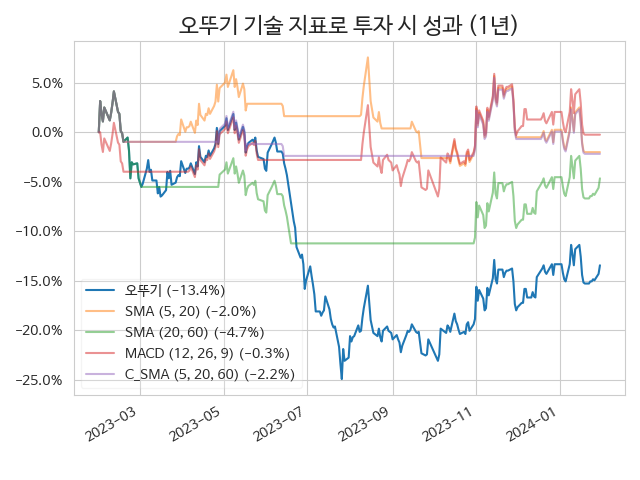 오뚜기 기술 지표로 투자 시 성과 (1년)
5.0%
0.0%
−5.0%
−10.0%
−15.0%
−20.0%
−25.0%
오뚜기 (−13.4%)
SMA (5, 20) (−2.0%)
SMA (20, 60) (−4.7%)
MACD (12, 26, 9) (−0.3%)
C_SMA (5, 20, 60) (−2.2%)
2023−03
2023−05
2023−07
2023−09
2023−11
2024−01